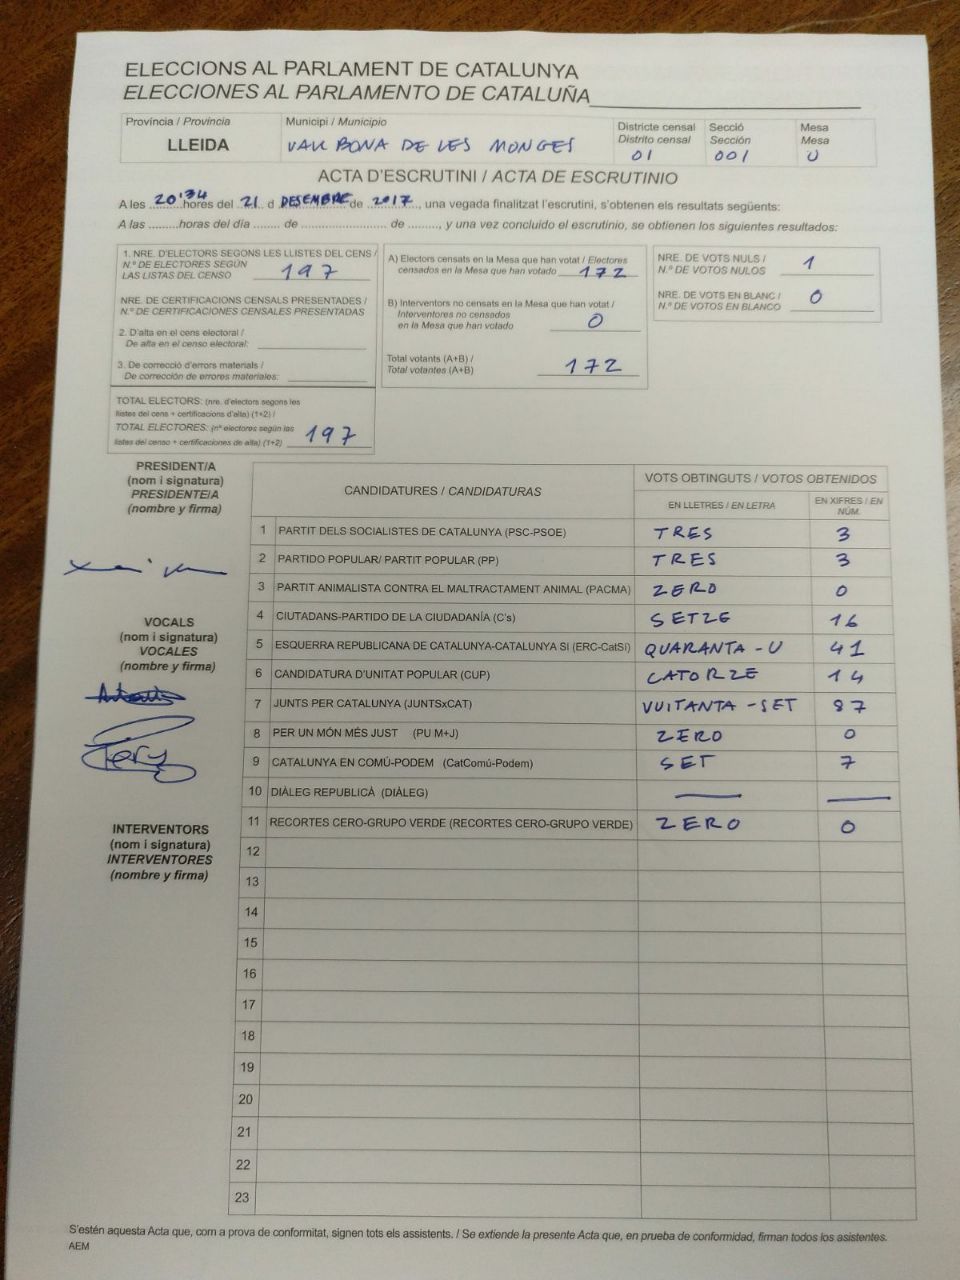 ELECCIONS AL PARLAMENT DE CATALUNYA
ELECCIONES AL PARLAMENTO DE CATALUÑA
Província / Provincia
LLEIDA
Municipi / Municipio
VALLBONA DE LES MONGES
Districte censal
Distrito censal
01
Secció
Sección
001
Mesa
Mesa
U
ACTA D'ESCRUTINI / ACTA DE ESCRUTINIO
A les 20'34 hores del 21 d DESEMBRE de 2017, una vegada finalitzat l'escrutini, s'obtenen els resultats següents:
A las .........horas del día ....... de ....................... de ........, y una vez concluido el escrutinio, se obtienen los siguientes resultados:
1. NRE. D'ELECTORS SEGONS LES LLISTES DEL CENS /
N.º DE ELECTORES SEGÚN
LAS LISTAS DEL CENSO 197
NRE. DE CERTIFICACIONS CENSALS PRESENTADES /
N.º DE CERTIFICACIONES CENSALES PRESENTADAS
2. D'alta en el cens electoral /
De alta en el censo electoral:
3. De correcció d'errors materials /
De corrección de errores materiales:
TOTAL ELECTORS: (nre. d'electors segons les
llistes del cens + certificacions d'alta) (1+2) /
TOTAL ELECTORES: (nº electores según las
listas del censo + certificaciones de alta) (1+2) 197
A) Electors censats en la Mesa que han votat / Electores
censados en la Mesa que han votado 172
B) Interventors no censats en la Mesa que han votat /
Interventores no censados
en la Mesa que han votado 0
Total votants (A+B) /
Total votantes (A+B) 172
NRE. DE VOTS NULS /
N.º DE VOTOS NULOS 1
NRE. DE VOTS EN BLANC /
N.º DE VOTOS EN BLANCO 0
PRESIDENT/A
(nom i signatura)
PRESIDENTE/A
(nombre y firma)
VOCALS
(nom i signatura)
VOCALES
(nombre y firma)
INTERVENTORS
(nom i signatura)
INTERVENTORES
(nombre y firma)
CANDIDATURES / CANDIDATURAS
VOTS OBTINGUTS / VOTOS OBTENIDOS
EN LLETRES / EN LETRA
EN XIFRES / EN
NÚM.
1 PARTIT DELS SOCIALISTES DE CATALUNYA (PSC-PSOE) TRES 3
2 PARTIDO POPULAR/ PARTIT POPULAR (PP) TRES 3
3 PARTIT ANIMALISTA CONTRA EL MALTRACTAMENT ANIMAL (PACMA) ZERO 0
4 CIUTADANS-PARTIDO DE LA CIUDADANÍA (C's) SETZE 16
5 ESQUERRA REPUBLICANA DE CATALUNYA-CATALUNYA SÍ (ERC-CatSí) QUARANTA-U 41
6 CANDIDATURA D'UNITAT POPULAR (CUP) CATORZE 14
7 JUNTS PER CATALUNYA (JUNTSxCAT) VUITANTA-SET 87
8 PER UN MÓN MÉS JUST (PU M+J) ZERO 0
9 CATALUNYA EN COMÚ-PODEM (CatComú-Podem) SET 7
10 DIÀLEG REPUBLICÀ (DIÀLEG)
11 RECORTES CERO-GRUPO VERDE (RECORTES CERO-GRUPO VERDE) ZERO 0
12
13
14
15
16
17
18
19
20
21
22
23
S'estén aquesta Acta que, com a prova de conformitat, signen tots els assistents. / Se extiende la presente Acta que, en prueba de conformidad, firman todos los asistentes.
AEM